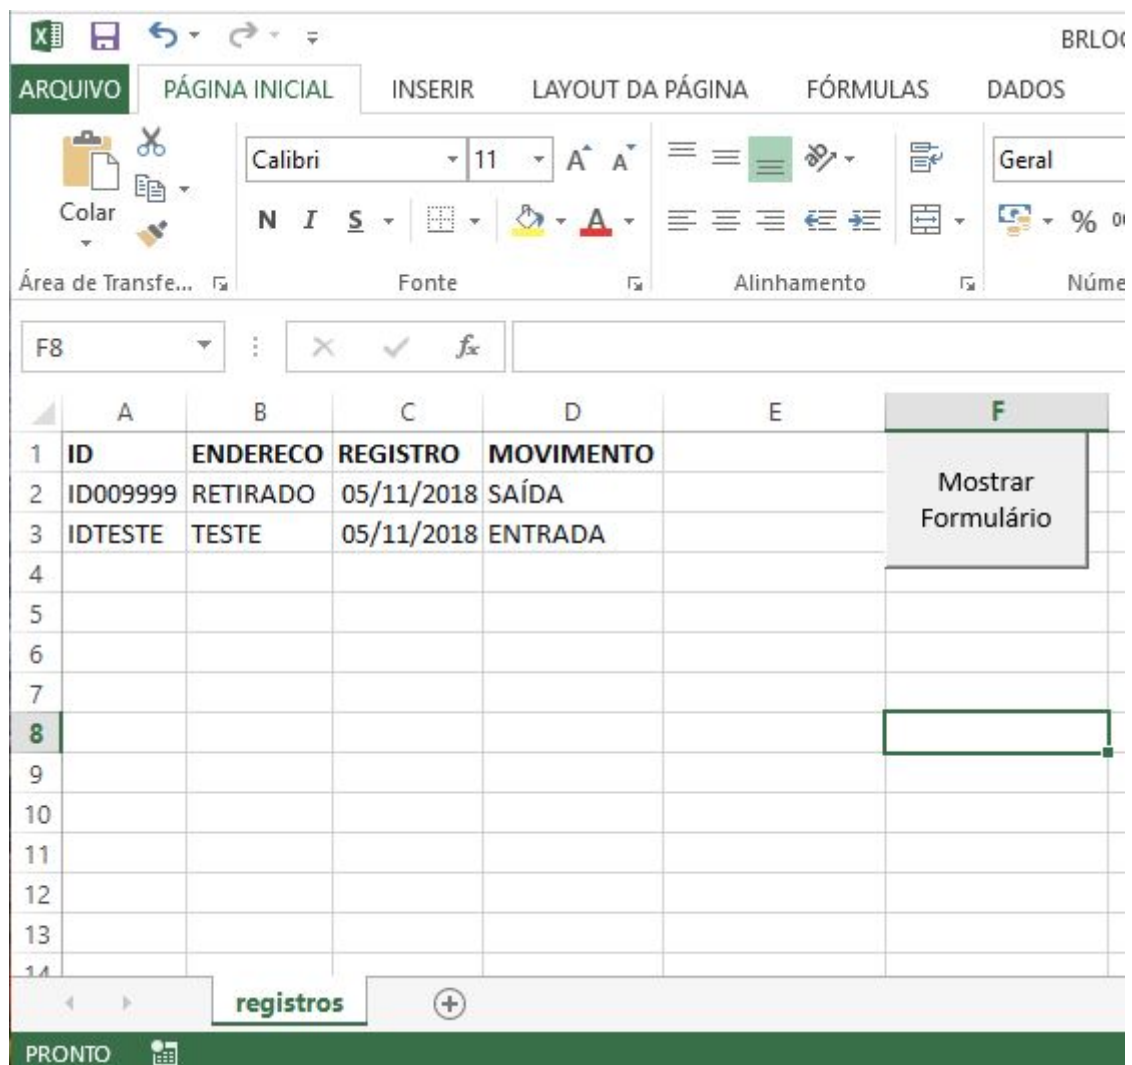 BRLOC
ARQUIVO PÁGINA INICIAL INSERIR LAYOUT DA PÁGINA FÓRMULAS DADOS
Calibri 11 A A Geral
Colar
N I S A %
Área de Transfe... Fonte Alinhamento Núme
F8 fx
A B C D E F
1 ID ENDERECO REGISTRO MOVIMENTO
2 ID009999 RETIRADO 05/11/2018 SAÍDA
3 IDTESTE TESTE 05/11/2018 ENTRADA
Mostrar
Formulário
4
5
6
7
8
9
10
11
12
13
14
registros
PRONTO